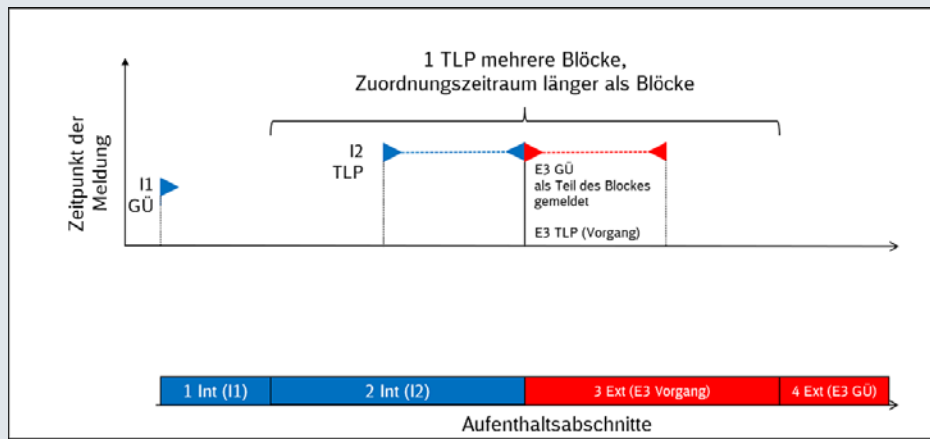 1 TLP mehrere Blöcke,
Zuordnungszeitraum länger als Blöcke
Zeitpunkt der
Meldung
I1
GÜ
I2
TLP
E3 GÜ
als Teil des Blockes
gemeldet
E3 TLP (Vorgang)
1 Int (I1)
2 Int (I2)
3 Ext (E3 Vorgang)
4 Ext (E3 GÜ)
Aufenthaltsabschnitte